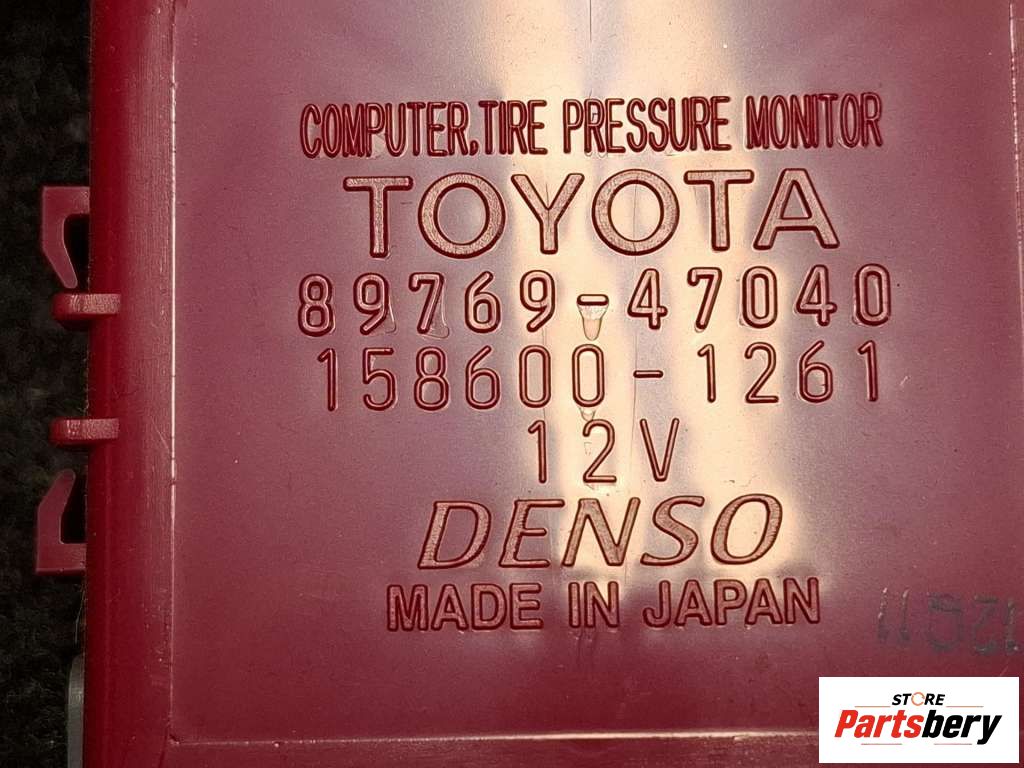 COMPUTER,TIRE PRESSURE MONITOR
TOYOTA
89769-47040
158600-1261
12V
DENSO
MADE IN JAPAN
STORE
Partsbery